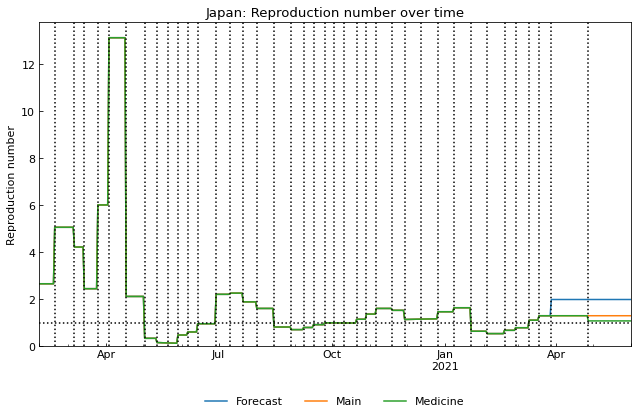 Japan: Reproduction number over time
Reproduction number
12
10
8
6
4
2
0
Apr
Jul
Oct
Jan
2021
Apr
Forecast
Main
Medicine